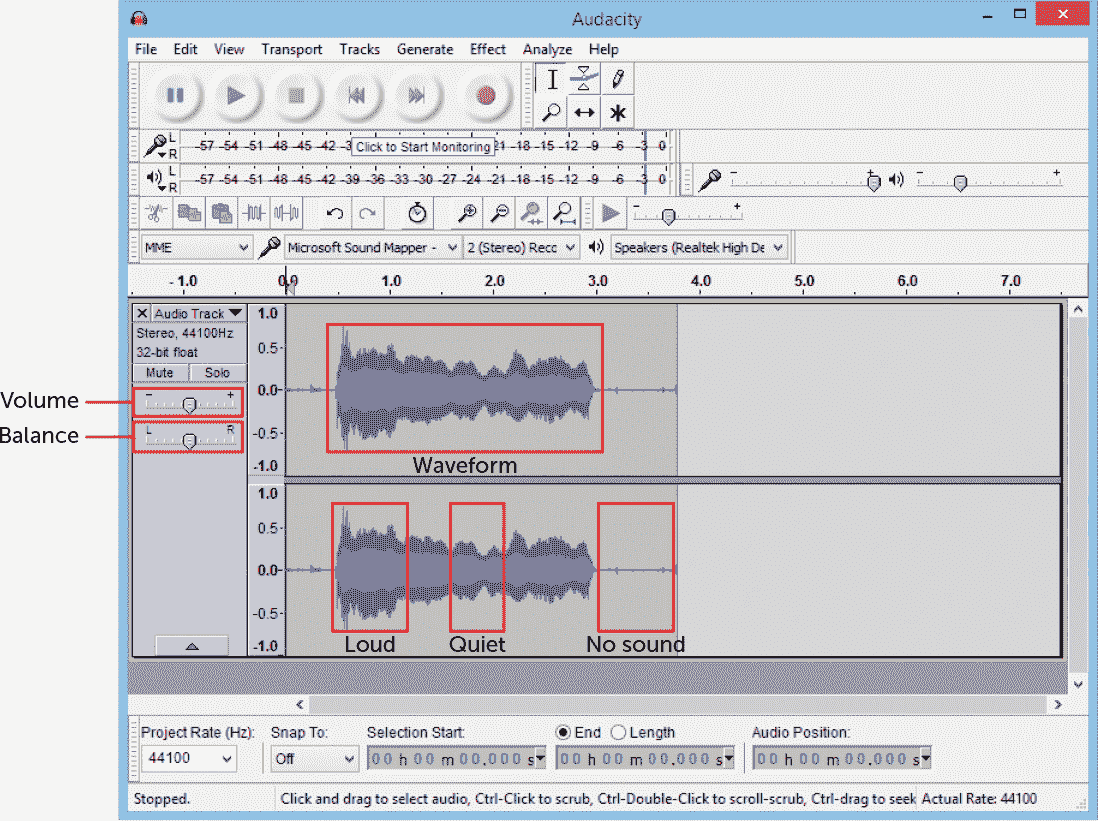 Audacity
File Edit View Transport Tracks Generate Effect Analyze Help
L
R
-57 -54 -51 -48 -45 -42 -3 Click to Start Monitoring 21 -18 -15 -12 -9 -6 -3 0
L
R
-57 -54 -51 -48 -45 -42 -39 -36 -33 -30 -27 -24 -21 -18 -15 -12 -9 -6 -3 0
- + - +
- +
MME Microsoft Sound Mapper - 2 (Stereo) Recc Speakers (Realtek High De
-1.0 0.0 1.0 2.0 3.0 4.0 5.0 6.0 7.0
Audio Track
Stereo, 44100Hz
32-bit float
Mute Solo
- +
L R
Volume
Balance
1.0
0.5-
0.0-
-0.5-
-1.0
Waveform
1.0
0.5-
0.0-
-0.5-
-1.0
Loud Quiet No sound
Project Rate (Hz): Snap To: Selection Start: End Length Audio Position:
44100 Off 00 h 00 m 00.000 s 00 h 00 m 00.000 s 00 h 00 m 00.000 s
Stopped. Click and drag to select audio, Ctrl-Click to scrub, Ctrl-Double-Click to scroll-scrub, Ctrl-drag to seek Actual Rate: 44100